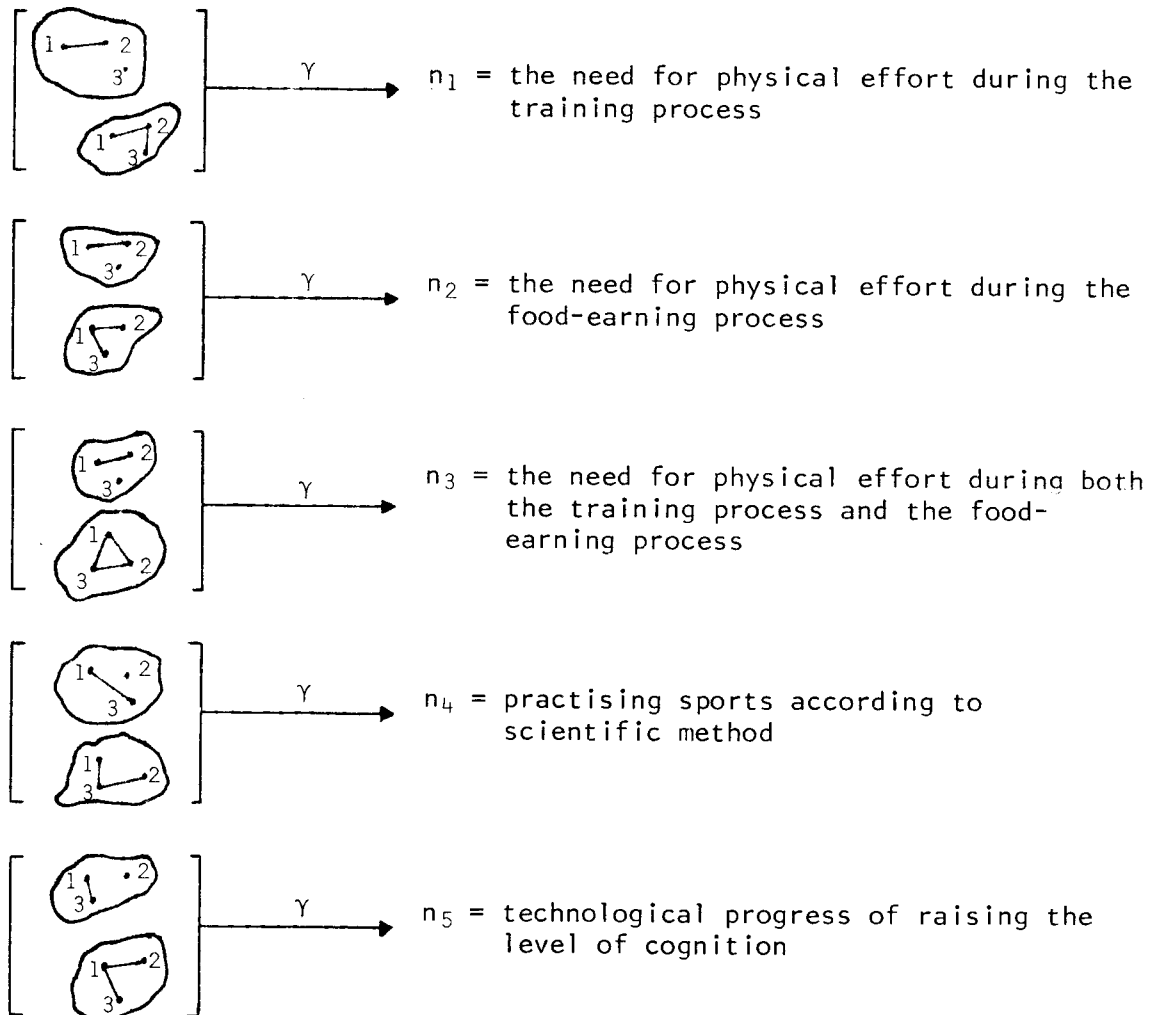 1 2
3
1 2
3
γ
n1 = the need for physical effort during the
training process
1 2
3
1 2
3
γ
n2 = the need for physical effort during the
food-earning process
1 2
3
1
3 2
γ
n3 = the need for physical effort during both
the training process and the food-
earning process
1 2
3
1
3 2
γ
n4 = practising sports according to
scientific method
1 2
3
1 2
3
γ
n5 = technological progress of raising the
level of cognition